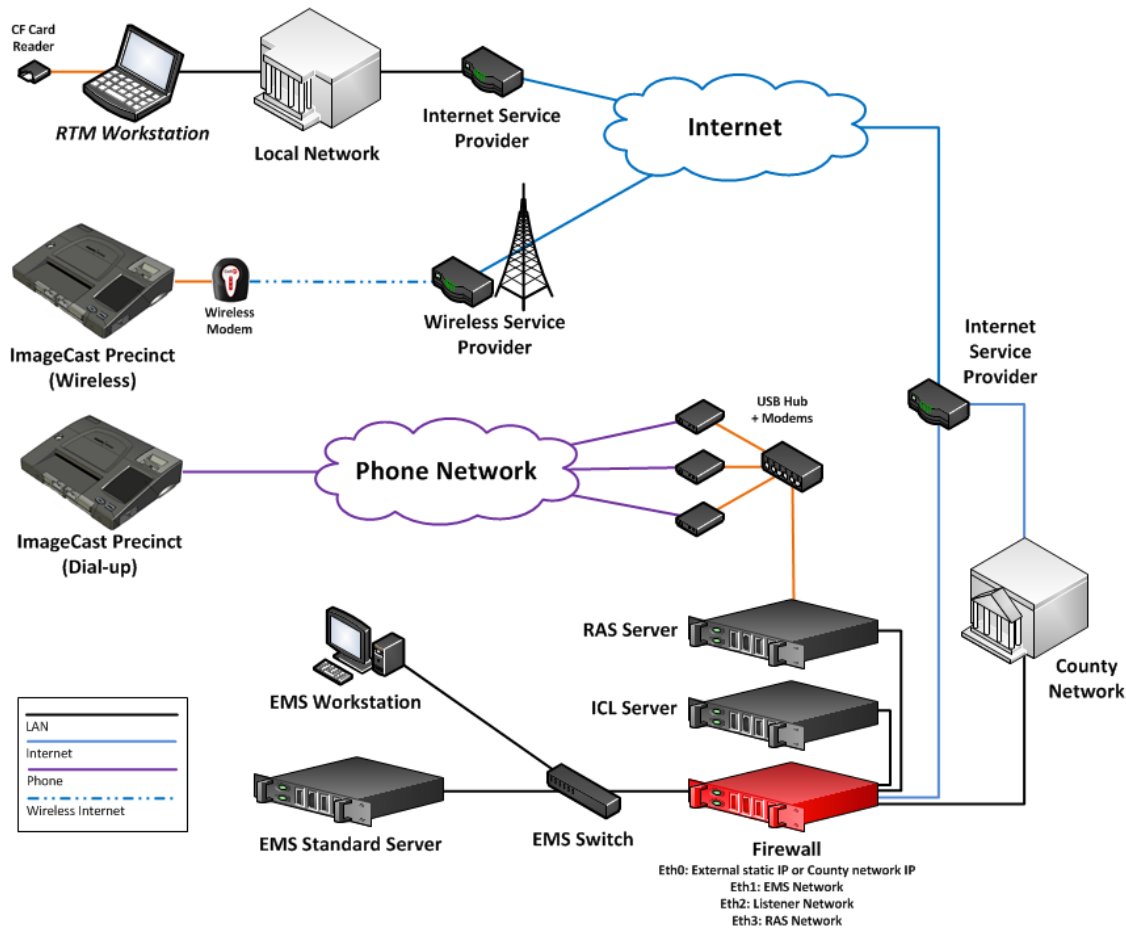 CF Card
Reader
RTM Workstation
Local Network
Internet Service
Provider
Internet
ImageCast Precinct
(Wireless)
Wireless
Modem
Wireless Service
Provider
Internet
Service
Provider
ImageCast Precinct
(Dial-up)
Phone Network
USB Hub
+ Modems
RAS Server
ICL Server
County
Network
EMS Workstation
EMS Standard Server
EMS Switch
Firewall
Eth0: External static IP or County network IP
Eth1: EMS Network
Eth2: Listener Network
Eth3: RAS Network
LAN
Internet
Phone
Wireless Internet